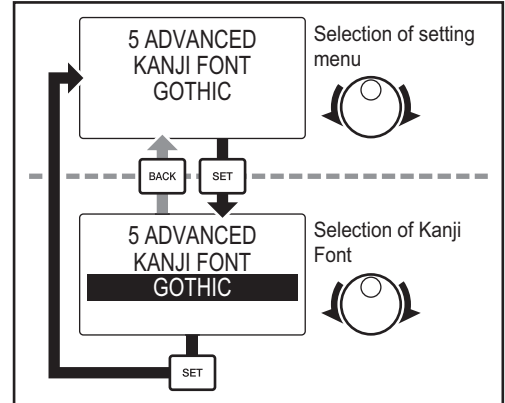 5 ADVANCED
KANJI FONT
GOTHIC
Selection of setting
menu
BACK
SET
5 ADVANCED
KANJI FONT
GOTHIC
Selection of Kanji
Font
SET